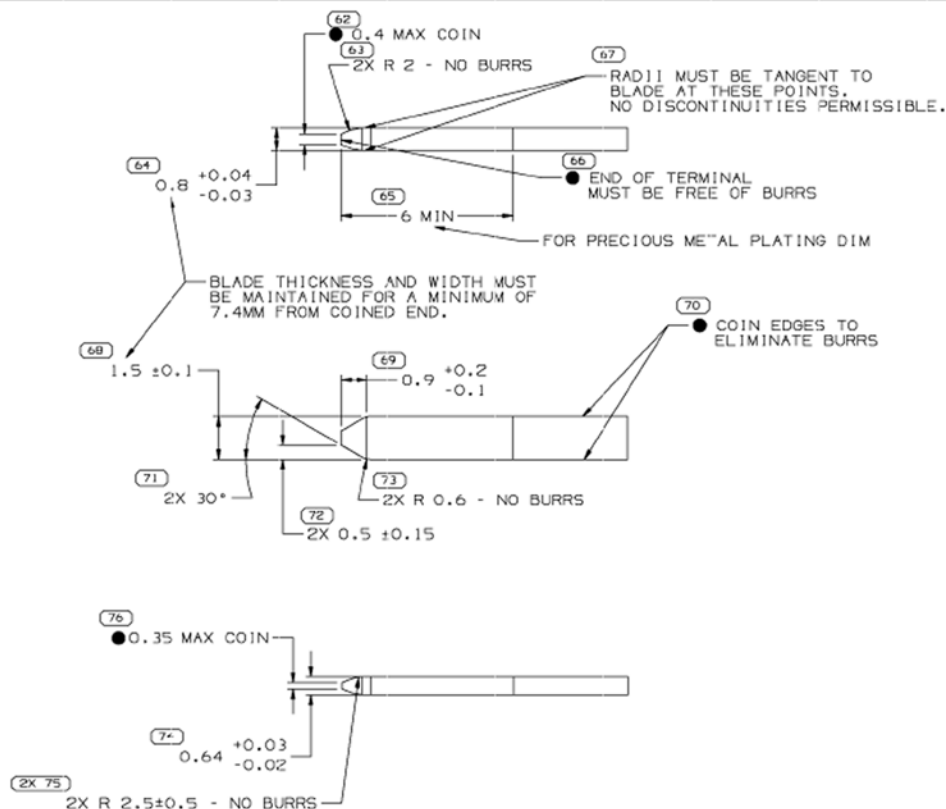 62
0.4 MAX COIN
63
2X R 2 - NO BURRS
67
RADII MUST BE TANGENT TO
BLADE AT THESE POINTS.
NO DISCONTINUITIES PERMISSIBLE.
64
0.8 +0.04
-0.03
66
END OF TERMINAL
MUST BE FREE OF BURRS
65
6 MIN
FOR PRECIOUS METAL PLATING DIM
BLADE THICKNESS AND WIDTH MUST
BE MAINTAINED FOR A MINIMUM OF
7.4MM FROM COINED END.
70
COIN EDGES TO
ELIMINATE BURRS
68
1.5 ±0.1
69
0.9 +0.2
-0.1
71
2X 30°
73
2X R 0.6 - NO BURRS
72
2X 0.5 ±0.15
76
0.35 MAX COIN
74
0.64 +0.03
-0.02
2X 75
2X R 2.5±0.5 - NO BURRS